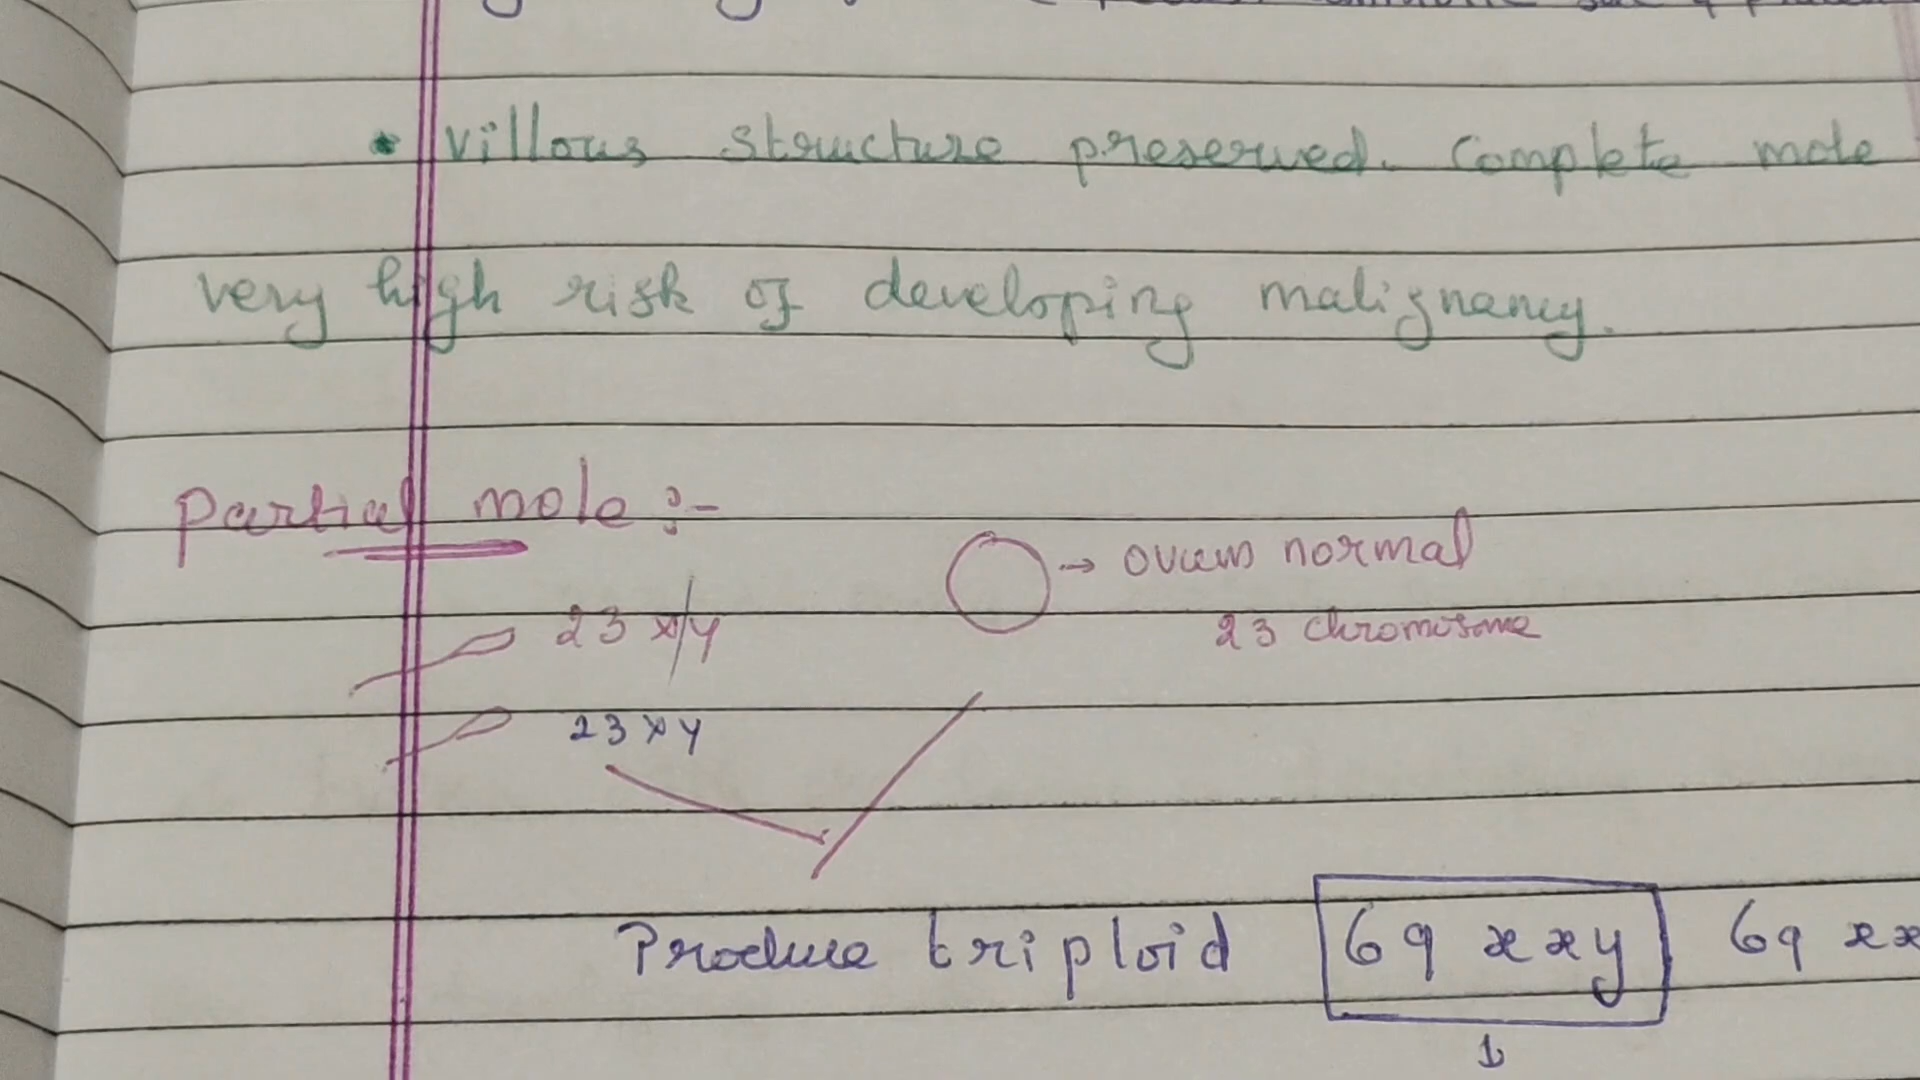 • villous structure preserved. Complete mole
very high risk of developing malignancy.
Partial mole :-
→ ovum normal
23 x/y
23 chromosome
23 xy
Produce triploid 69 xxy 69 xx
1